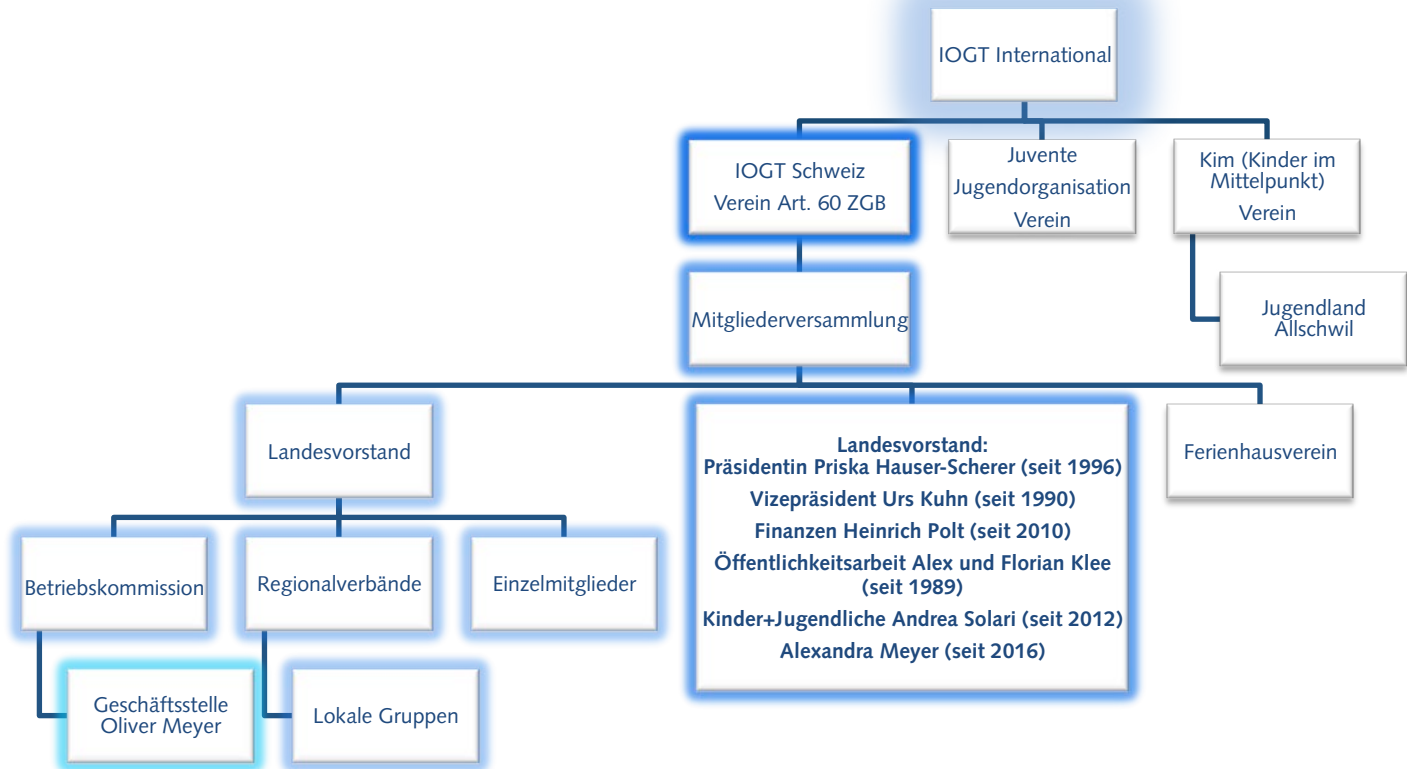 IOGT International
IOGT Schweiz
Verein Art. 60 ZGB
Juvente
Jugendorganisation
Verein
Kim (Kinder im
Mittelpunkt)
Verein
Mitgliederversammlung
Jugendland
Allschwil
Landesvorstand
Landesvorstand:
Präsidentin Priska Hauser-Scherer (seit 1996)
Vizepräsident Urs Kuhn (seit 1990)
Finanzen Heinrich Polt (seit 2010)
Öffentlichkeitsarbeit Alex und Florian Klee
(seit 1989)
Kinder+Jugendliche Andrea Solari (seit 2012)
Alexandra Meyer (seit 2016)
Ferienhausverein
Betriebskommission
Regionalverbände
Einzelmitglieder
Geschäftsstelle
Oliver Meyer
Lokale Gruppen